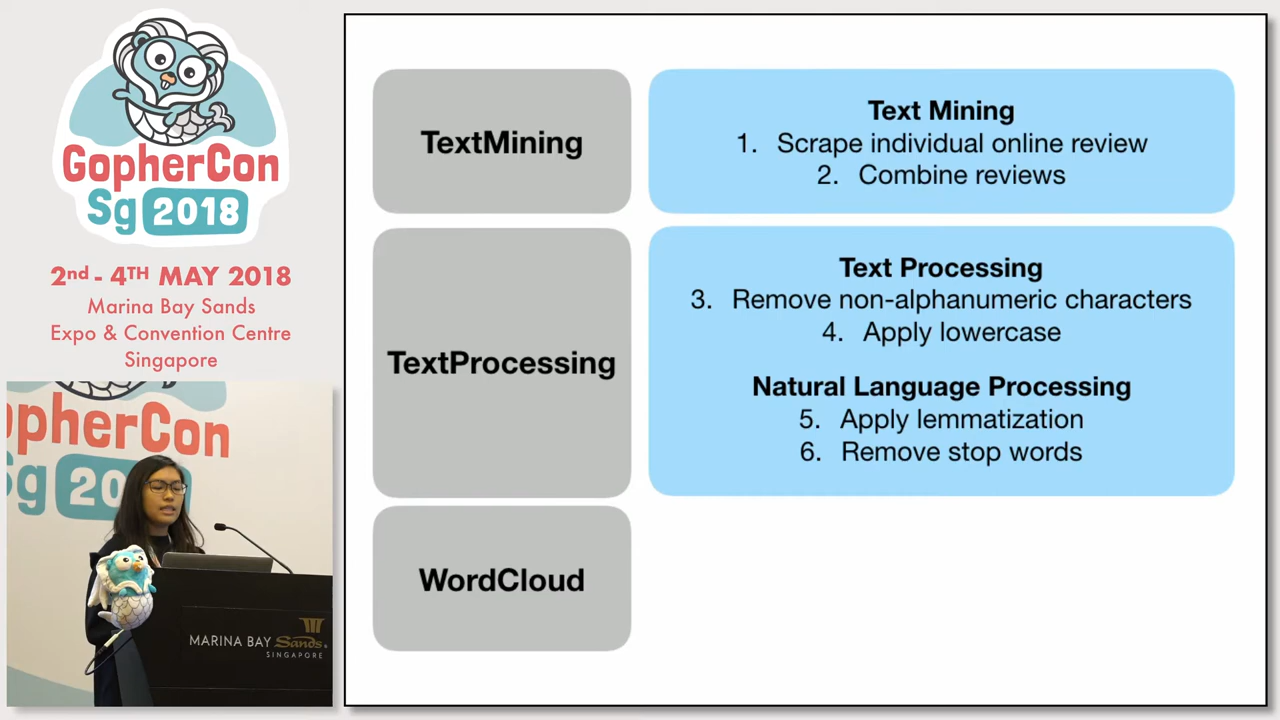 GopherCon
Sg 2018
2nd - 4TH MAY 2018
Marina Bay Sands
Expo & Convention Centre
Singapore
opherCon
Sg 20
MARINA BAY Sands.
SINGAPORE
TextMining
Text Mining
1. Scrape individual online review
2. Combine reviews
TextProcessing
Text Processing
3. Remove non-alphanumeric characters
4. Apply lowercase
Natural Language Processing
5. Apply lemmatization
6. Remove stop words
WordCloud